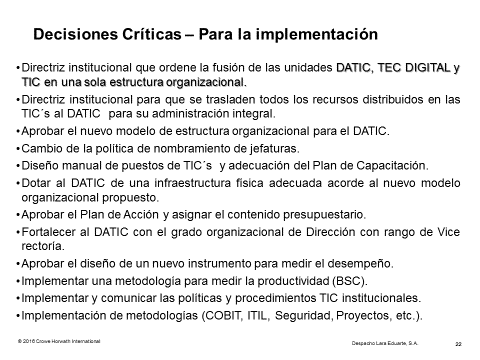 Decisiones Críticas – Para la implementación
•Directriz institucional que ordene la fusión de las unidades DATIC, TEC DIGITAL y
TIC en una sola estructura organizacional.
•Directriz institucional para que se trasladen todos los recursos distribuidos en las
TIC´s al DATIC para su administración integral.
•Aprobar el nuevo modelo de estructura organizacional para el DATIC.
•Cambio de la política de nombramiento de jefaturas.
•Diseño manual de puestos de TIC´s y adecuación del Plan de Capacitación.
•Dotar al DATIC de una infraestructura física adecuada acorde al nuevo modelo
organizacional propuesto.
•Aprobar el Plan de Acción y asignar el contenido presupuestario.
•Fortalecer al DATIC con el grado organizacional de Dirección con rango de Vice
rectoría.
•Aprobar el diseño de un nuevo instrumento para medir el desempeño.
•Implementar una metodología para medir la productividad (BSC).
•Implementar y comunicar las políticas y procedimientos TIC institucionales.
•Implementación de metodologías (COBIT, ITIL, Seguridad, Proyectos, etc.).
® 2016 Crowe Horwath International
Despacho Lara Eduarte, S.A.
22